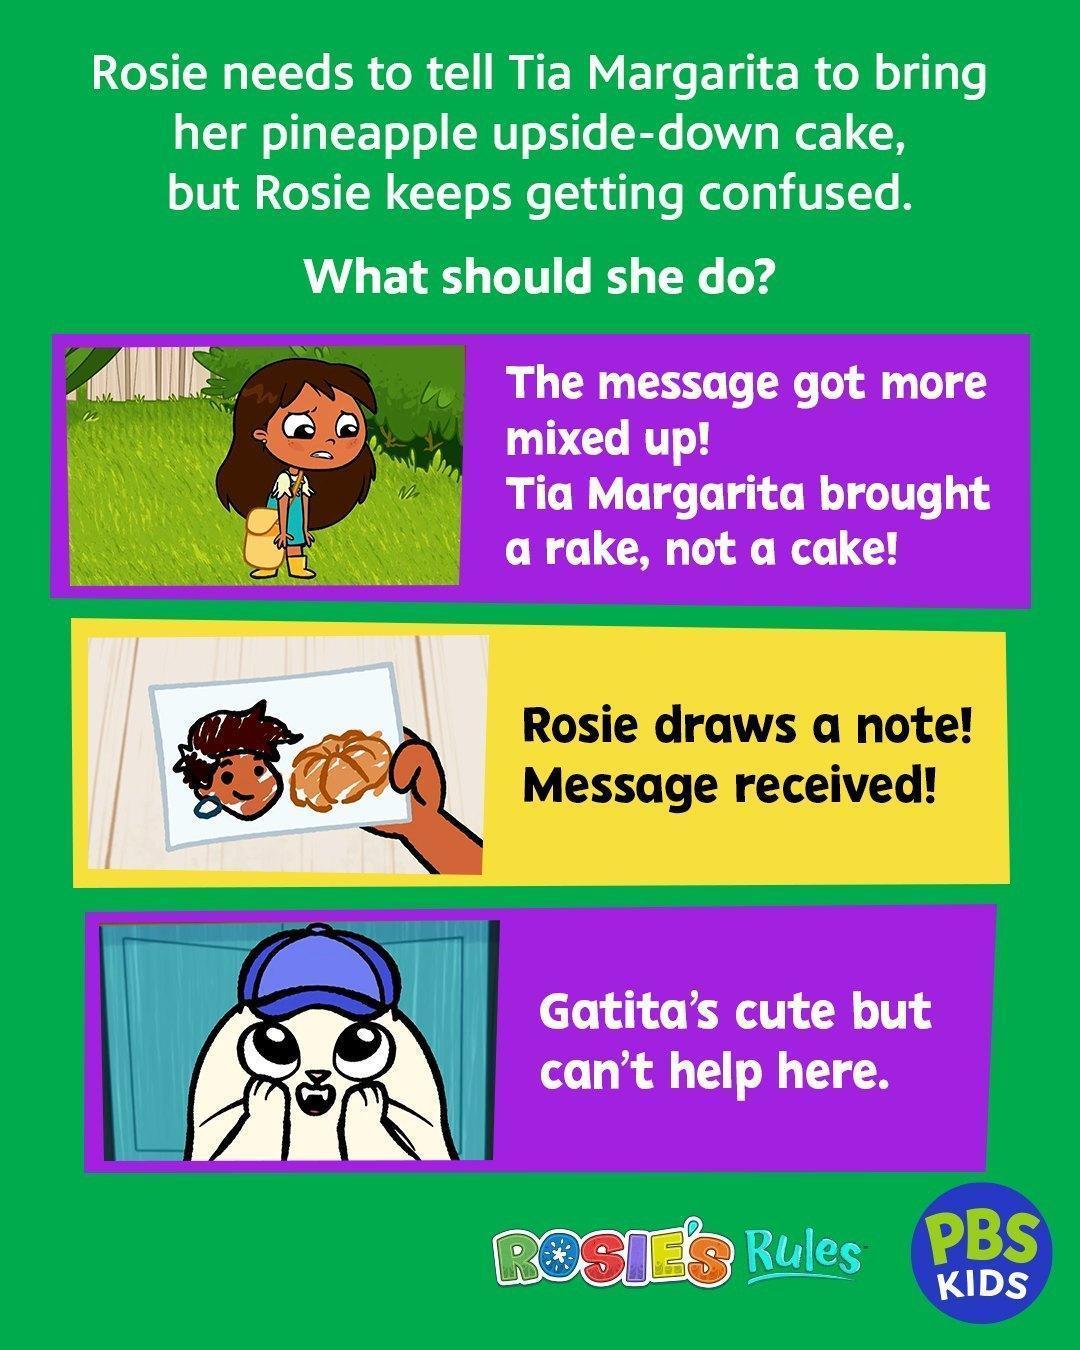 Rosie needs to tell Tia Margarita to bring
her pineapple upside-down cake,
but Rosie keeps getting confused.
What should she do?
The message got more
mixed up!
Tia Margarita brought
a rake, not a cake!
Rosie draws a note!
Message received!
Gatita's cute but
can't help here.
ROSIE'S Rules
PBS
KIDS